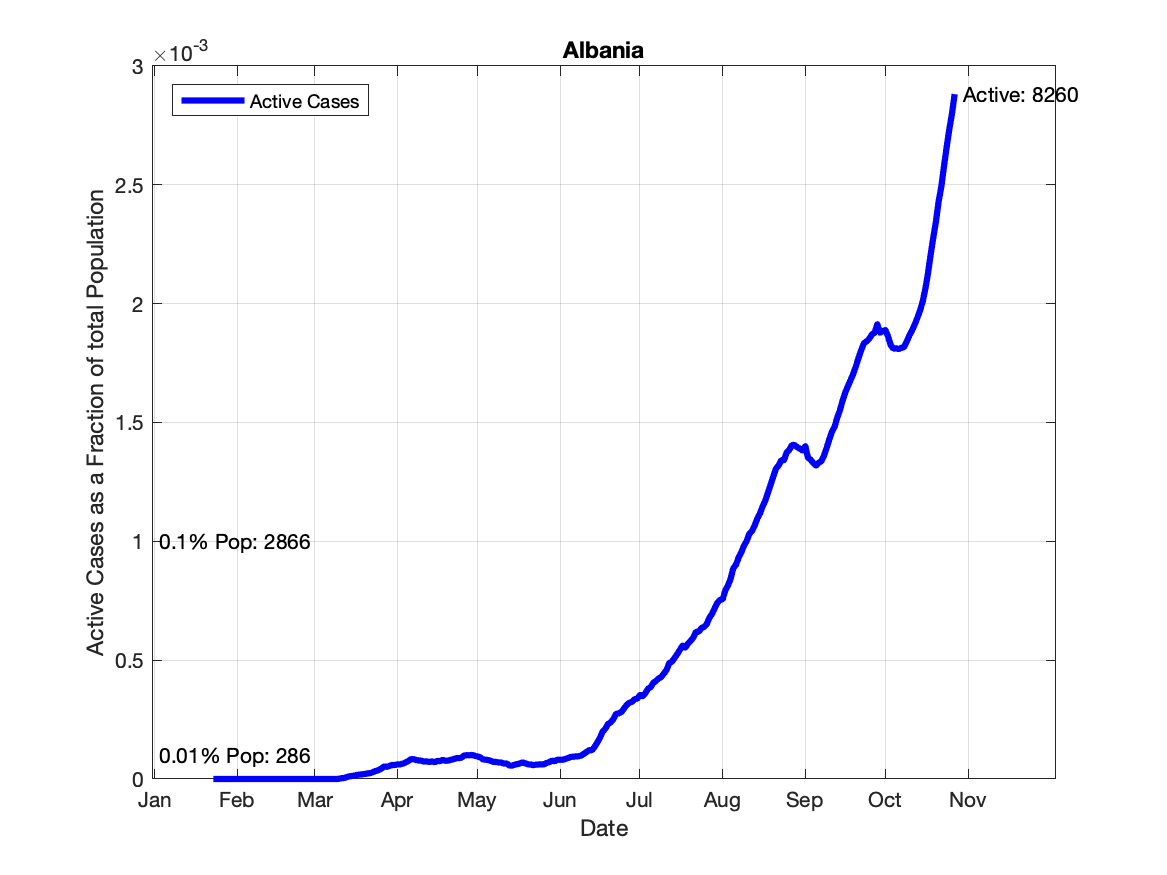 Albania
×10-3
3
Active Cases
Active: 8260
2.5
2
1.5
1
0.1% Pop: 2866
0.5
0.01% Pop: 286
0
Active Cases as a Fraction of total Population
Jan Feb Mar Apr May Jun Jul Aug Sep Oct Nov
Date